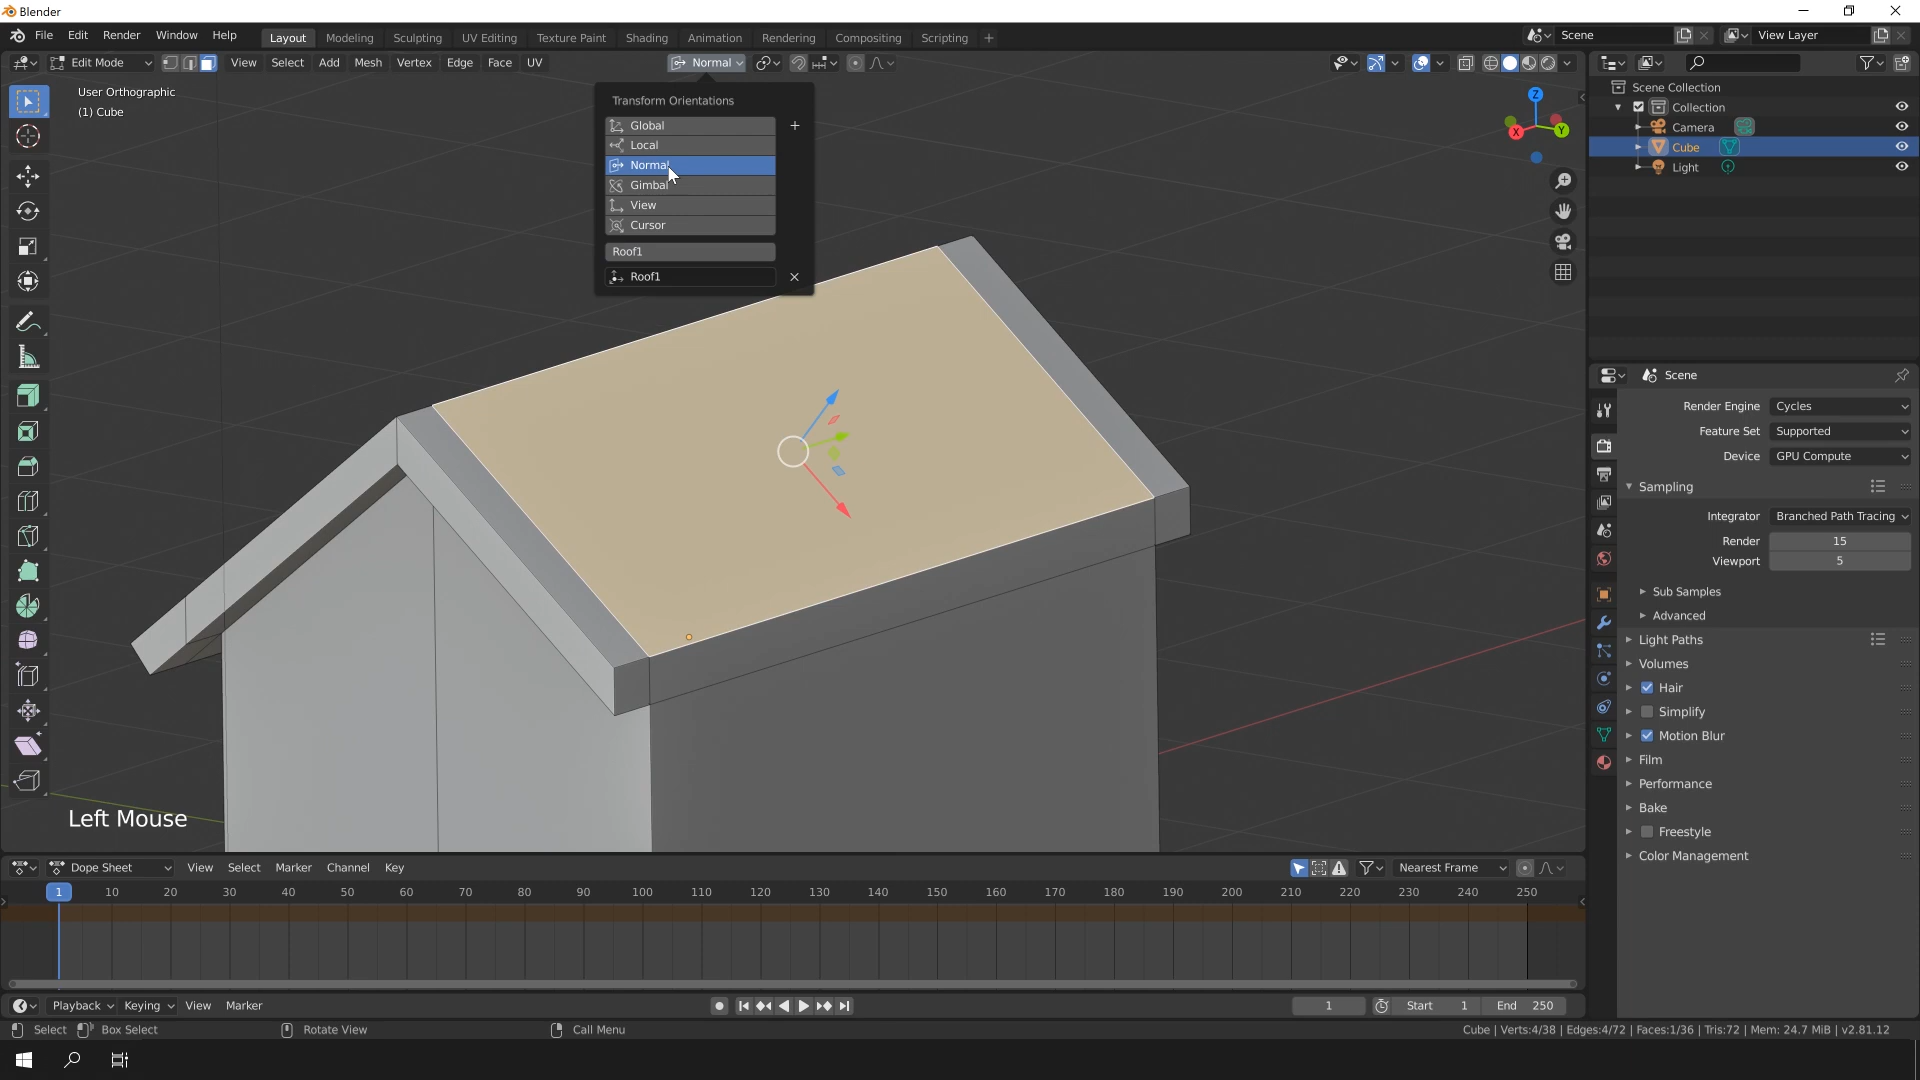 Blender
File Edit Render Window Help Layout Modeling Sculpting UV Editing Texture Paint Shading Animation Rendering Compositing Scripting + Scene View Layer
Edit Mode View Select Add Mesh Vertex Edge Face UV Normal
User Orthographic
(1) Cube
Transform Orientations
Global +
Local
Normal
Gimbal
View
Cursor
Roof1
Roof1
Z
X
Y
Left Mouse
Scene Collection
Collection
Camera
Cube
Light
Scene
Render Engine Cycles
Feature Set Supported
Device GPU Compute
Sampling
Integrator Branched Path Tracing
Render 15
Viewport 5
Sub Samples
Advanced
Light Paths
Volumes
Hair
Simplify
Motion Blur
Film
Performance
Bake
Freestyle
Color Management
Dope Sheet View Select Marker Channel Key Nearest Frame
1 10 20 30 40 50 60 70 80 90 100 110 120 130 140 150 160 170 180 190 200 210 220 230 240 250
Playback Keying View Marker 1 Start 1 End 250
Select Box Select Rotate View Call Menu Cube | Verts:4/38 | Edges:4/72 | Faces:1/36 | Tris:72 | Mem: 24.7 MiB | v2.81.12